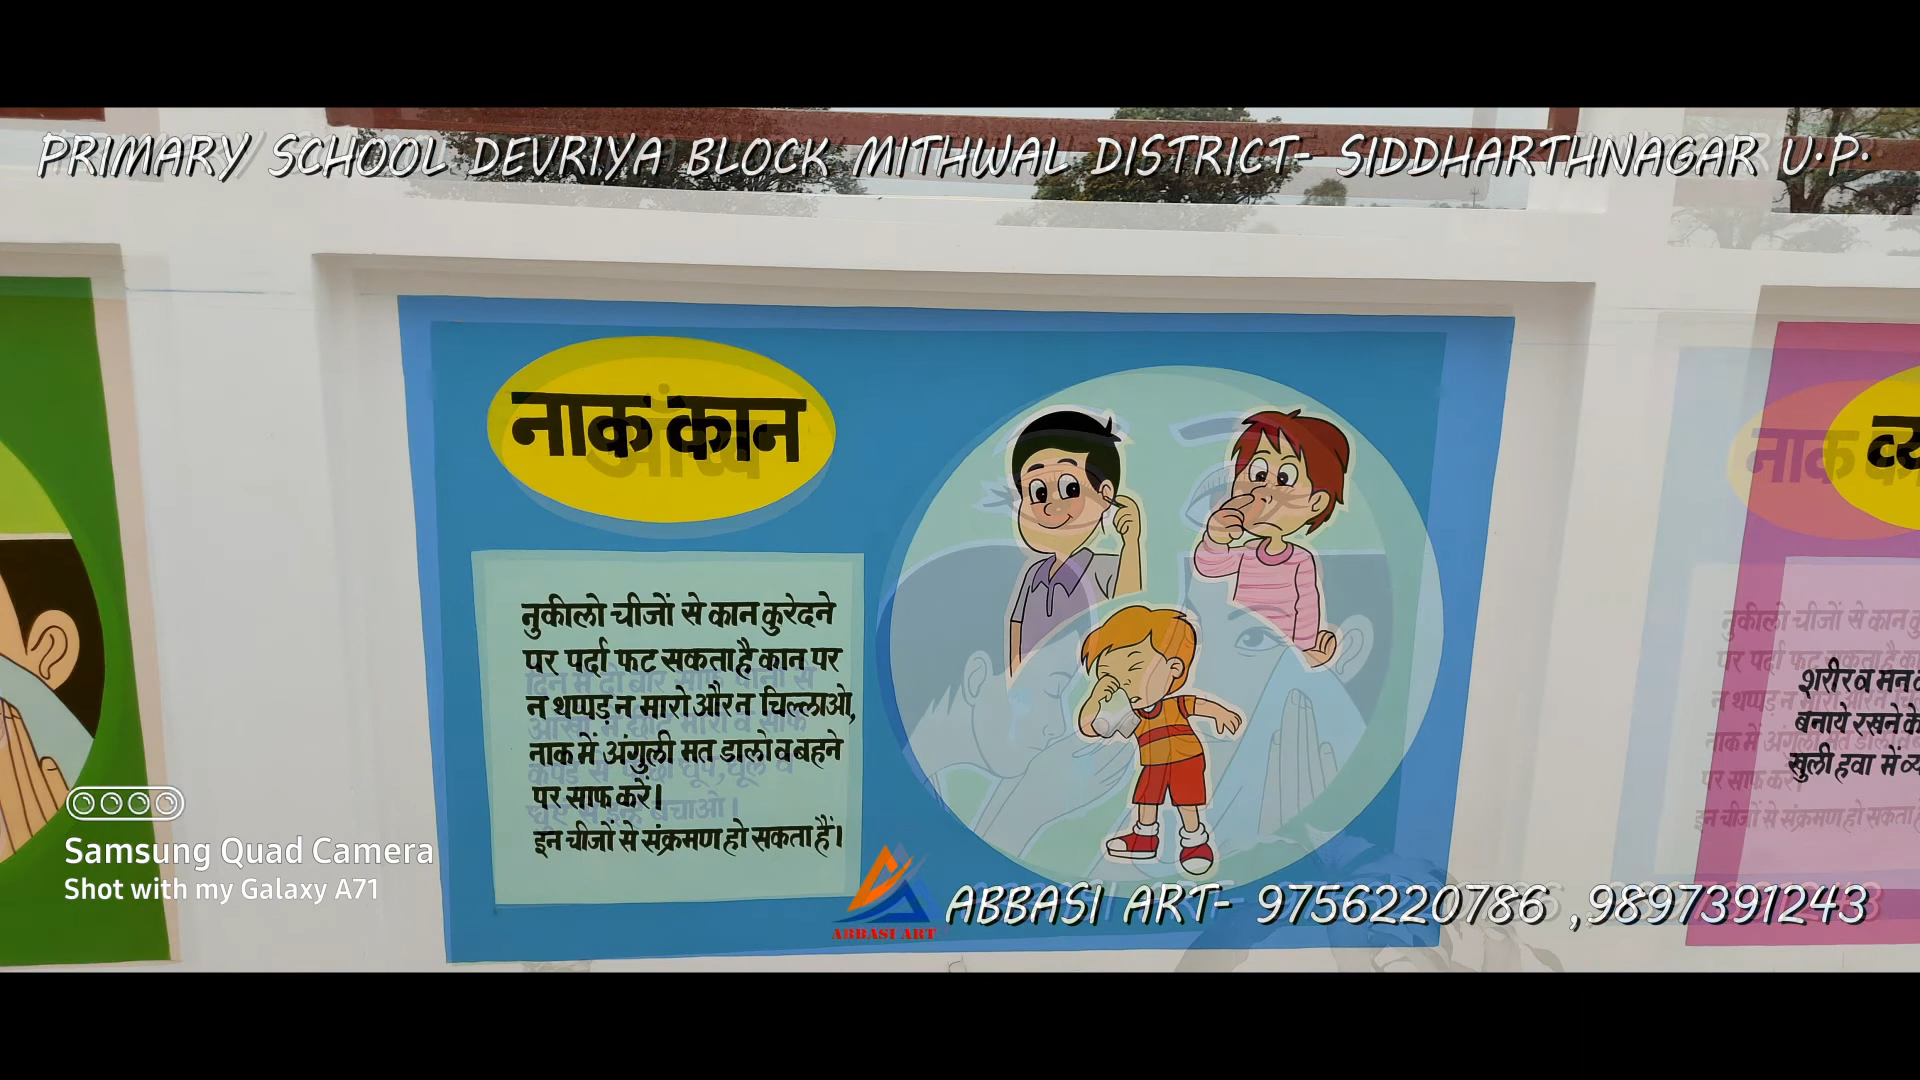 PRIMARY SCHOOL DEVRIYA BLOCK MITHWAL DISTRICT- SIDDHARTHNAGAR U.P.
नाक कान
नुकीलो चीजों से कान कुरेदने
पर पर्दा फट सकता है कान पर
न थप्पड़ न मारो और न चिल्लाओ,
नाक में अंगुली मत डालो व बहने
पर साफ करें।
इन चीजों से संक्रमण हो सकता हैं।
शरीर व मन
बनाये रखने के
खुली हवा में
Samsung Quad Camera
Shot with my Galaxy A71
ABBASI ART
ABBASI ART- 9756220786 ,9897391243